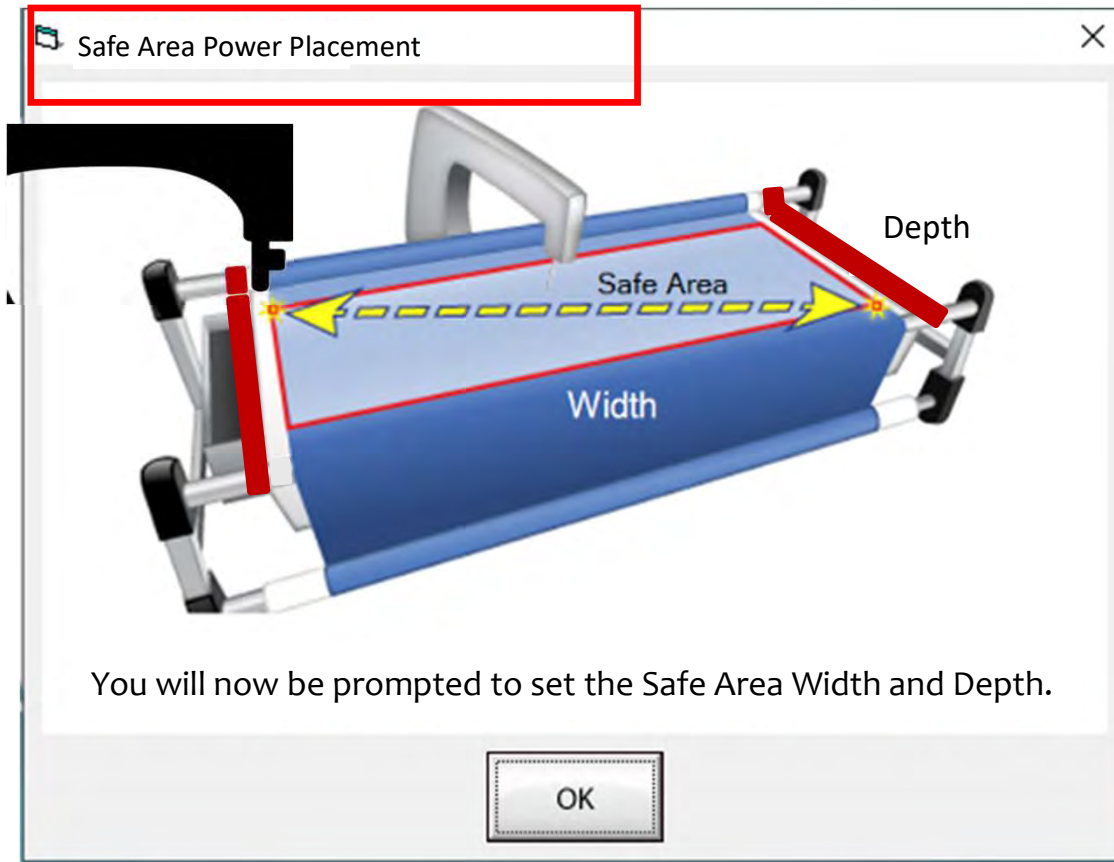 Safe Area Power Placement
Depth
Safe Area
Width
You will now be prompted to set the Safe Area Width and Depth.
OK